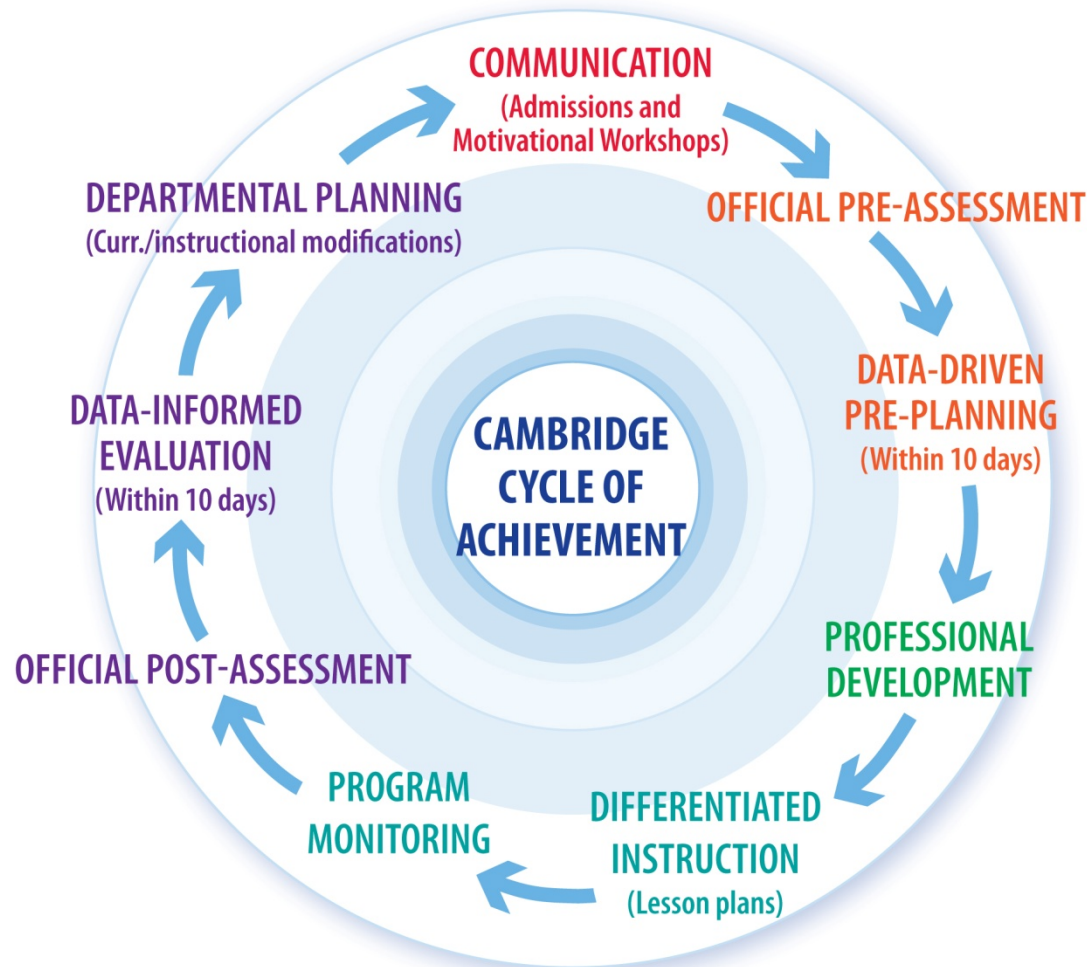 COMMUNICATION
(Admissions and
Motivational Workshops)
OFFICIAL PRE-ASSESSMENT
DATA-DRIVEN
PRE-PLANNING
(Within 10 days)
PROFESSIONAL
DEVELOPMENT
DIFFERENTIATED
INSTRUCTION
(Lesson plans)
PROGRAM
MONITORING
OFFICIAL POST-ASSESSMENT
DATA-INFORMED
EVALUATION
(Within 10 days)
DEPARTMENTAL PLANNING
(Curr./instructional modifications)
CAMBRIDGE
CYCLE OF
ACHIEVEMENT